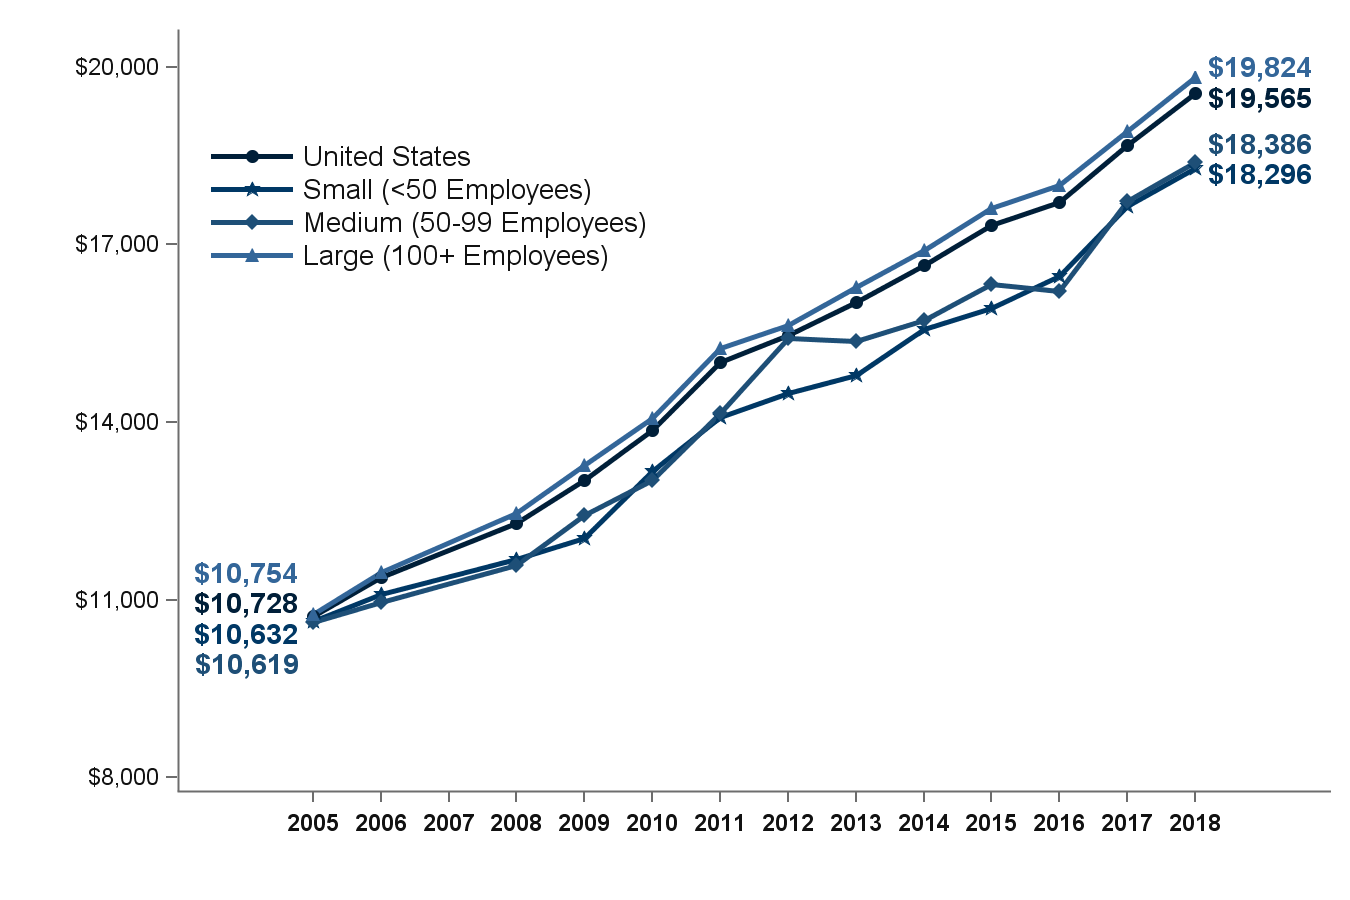 $20,000
$17,000
$14,000
$11,000
$8,000
United States
Small (<50 Employees)
Medium (50-99 Employees)
Large (100+ Employees)
$19,824
$19,565
$18,386
$18,296
$10,754
$10,728
$10,632
$10,619
2005 2006 2007 2008 2009 2010 2011 2012 2013 2014 2015 2016 2017 2018